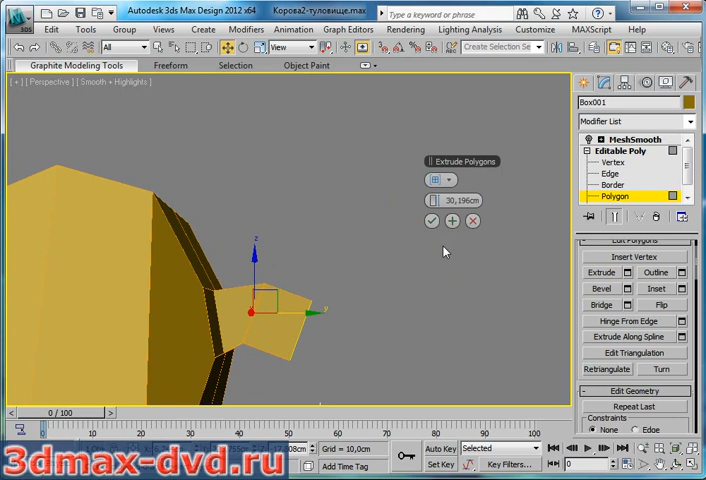 Autodesk 3ds Max Design 2012 x64 Корова2-туловище.max
Type a keyword or phrase
3DS
Edit Tools Group Views Create Modifiers Animation Graph Editors Rendering Lighting Analysis Customize MAXScript Help
All View Create Selection Se
Graphite Modeling Tools Freeform Selection Object Paint
[ + ] [ Perspective ] [ Smooth + Highlights ]
Box001
Modifier List
MeshSmooth
Editable Poly
Vertex
Edge
Border
Polygon
Extrude Polygons
30,196cm
z
y
Edit Polygons
Insert Vertex
Extrude Outline
Bevel Inset
Bridge Flip
Hinge From Edge
Extrude Along Spline
Edit Triangulation
Retriangulate Turn
Edit Geometry
Repeat Last
Constraints
None Edge
0 / 100
0 10 20 30 40 50 60 70 80 90 100
Grid = 10,0cm
Add Time Tag
Auto Key Selected
Set Key Key Filters...
0
3dmax-dvd.ru